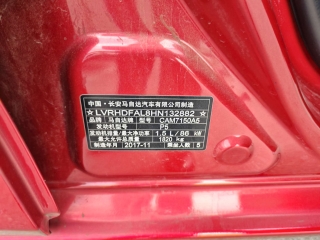 中国·长安马自达汽车有限公司制造
LVRHDFAL8HN132882
品牌 马自达牌 型号 CAM7150A5
发动机型号 P5
发动机排量/最大净功率 1.5 L/86 kW
最大允许总质量 1820 kg
制造年月 2017-11 乘坐人数 5